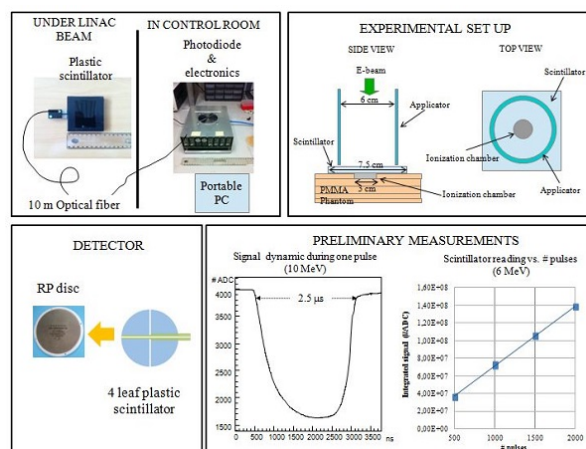 UNDER LINAC
BEAM
IN CONTROL ROOM
Plastic
scintillator
Photodiode
&
electronics
10 m Optical fiber
Portable
PC
EXPERIMENTAL SET UP
SIDE VIEW
TOP VIEW
E-beam
6 cm
Applicator
Scintillator
7.5 cm
3 cm
PMMA
Phantom
Ionization chamber
Scintillator
Ionization
chamber
Applicator
DETECTOR
RP disc
4 leaf plastic
scintillator
PRELIMINARY MEASUREMENTS
Signal dynamic during one pulse
(10 MeV)
# ADC
4000
3500
3000
2500
2000
1500
2.5 µs
0 500 1000 1500 2000 2500 3000 3500
ns
Scintillator reading vs. # pulses
(6 MeV)
Integrated signal (#ADC)
1,60E+08
1,40E+08
1,20E+08
1,00E+08
8,00E+07
6,00E+07
4,00E+07
2,00E+07
0,00E+00
500 1000 1500 2000
# pulses